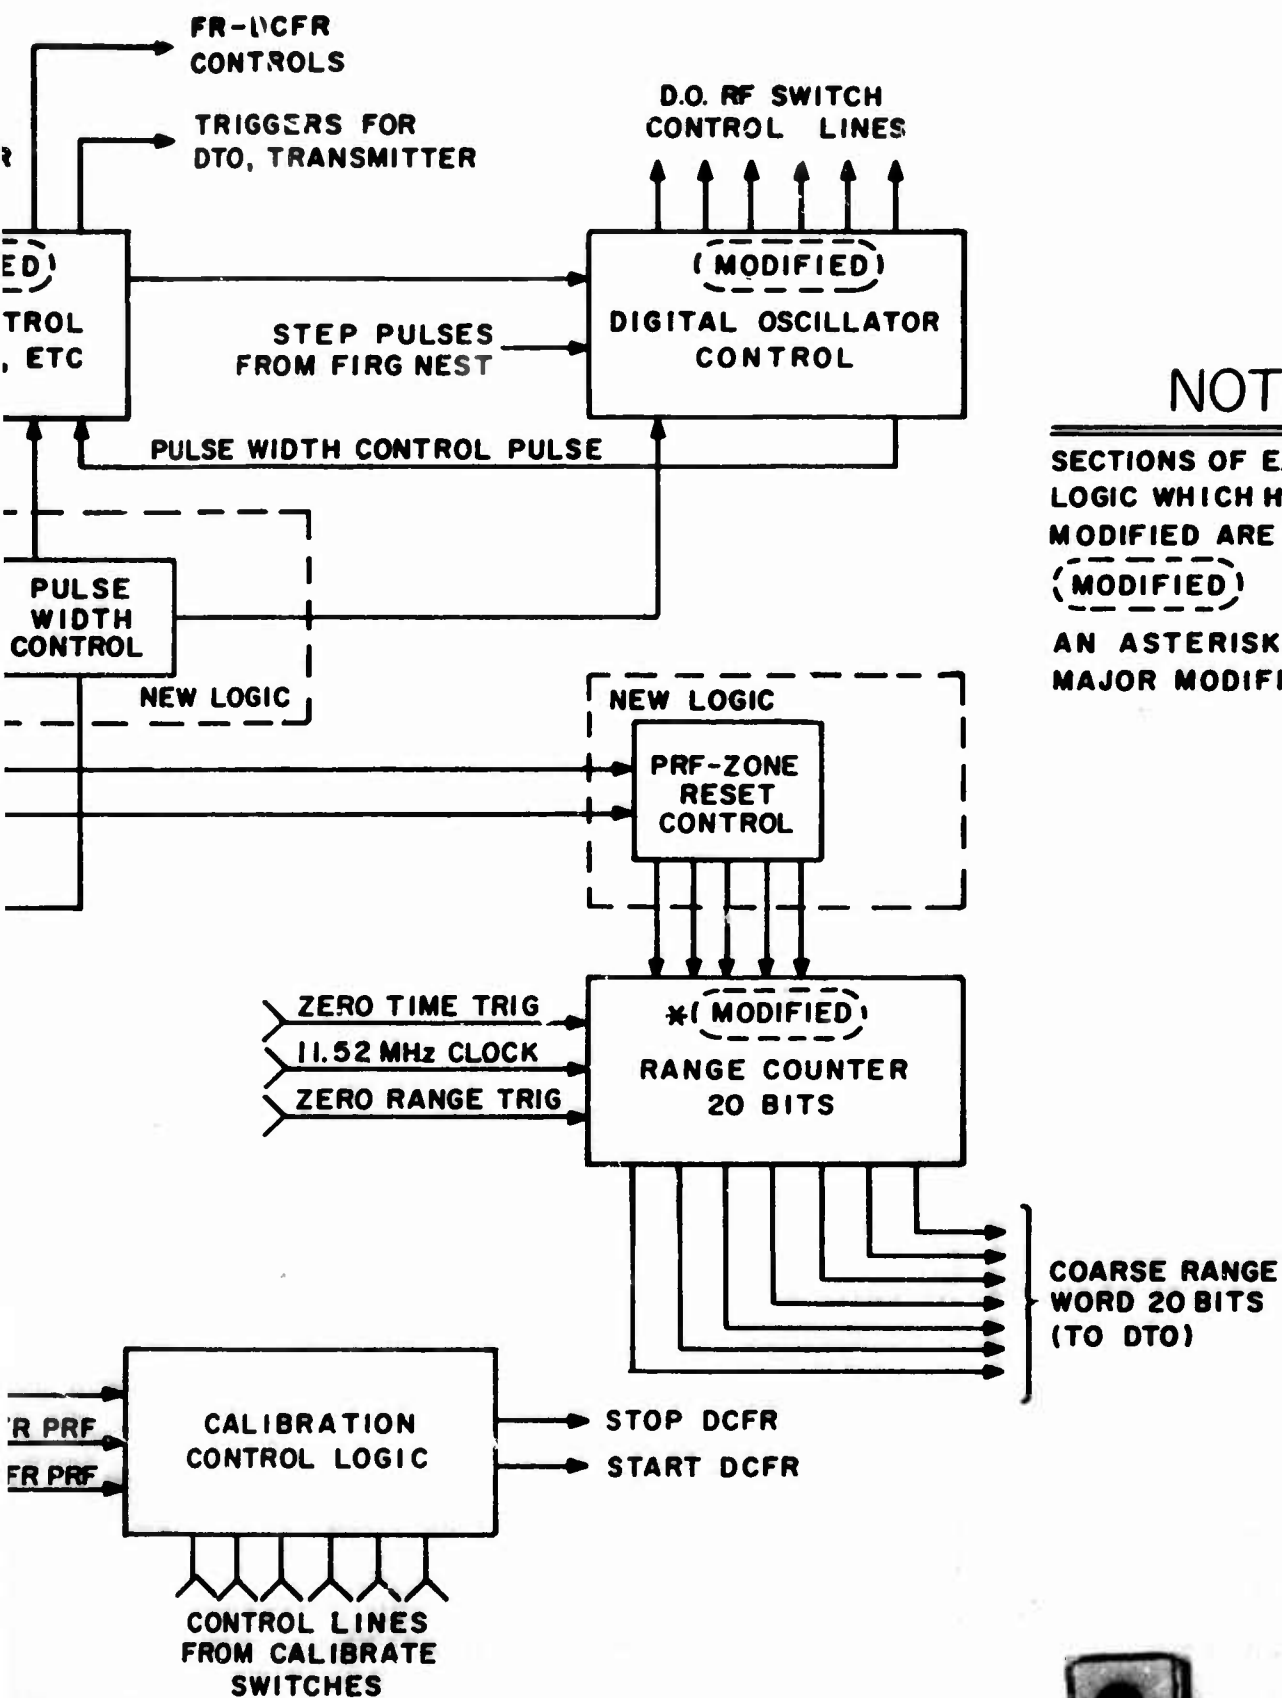 FR-DCFR
CONTROLS
TRIGGERS FOR
DTO, TRANSMITTER
D.O. RF SWITCH
CONTROL LINES
ED
TROL
, ETC
STEP PULSES
FROM FIRG NEST
(MODIFIED)
DIGITAL OSCILLATOR
CONTROL
PULSE WIDTH CONTROL PULSE
NOT
SECTIONS OF E
LOGIC WHICH H
MODIFIED ARE
(MODIFIED)
AN ASTERISK
MAJOR MODIFI
PULSE
WIDTH
CONTROL
NEW LOGIC
NEW LOGIC
PRF-ZONE
RESET
CONTROL
ZERO TIME TRIG
11.52 MHz CLOCK
ZERO RANGE TRIG
*(MODIFIED)
RANGE COUNTER
20 BITS
COARSE RANGE
WORD 20 BITS
(TO DTO)
R PRF
FR PRF
CALIBRATION
CONTROL LOGIC
STOP DCFR
START DCFR
CONTROL LINES
FROM CALIBRATE
SWITCHES